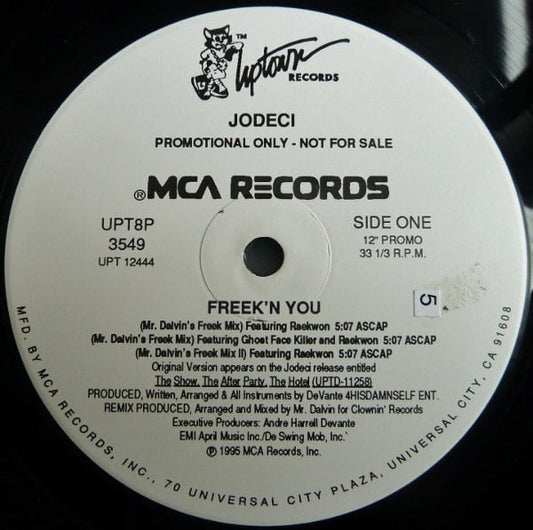 Uptown ™
RECORDS
JODECI
PROMOTIONAL ONLY - NOT FOR SALE
®MCA RECORDS
UPT8P
3549
UPT 12444
SIDE ONE
12" PROMO
33 1/3 R.P.M.
5
FREEK'N YOU
(Mr. Dalvin's Freek Mix) Featuring Raekwon 5:07 ASCAP
(Mr. Dalvin's Freek Mix) Featuring Ghost Face Killer and Raekwon 5:07 ASCAP
(Mr. Dalvin's Freek Mix II) Featuring Raekwon 5:07 ASCAP
Original Version appears on the Jodeci release entitled
The Show, The After Party, The Hotel (UPTD-11258)
PRODUCED, Written, Arranged & All Instruments by DeVante 4HISDAMNSELF ENT.
REMIX PRODUCED, Arranged and Mixed by Mr. Dalvin for Clownin' Records
Executive Producers: Andre Harrell Devante
EMI April Music Inc./De Swing Mob, Inc.`
℗ 1995 MCA Records, Inc.
MFD. BY MCA RECORDS, INC., 70 UNIVERSAL CITY PLAZA, UNIVERSAL CITY, CA 91608